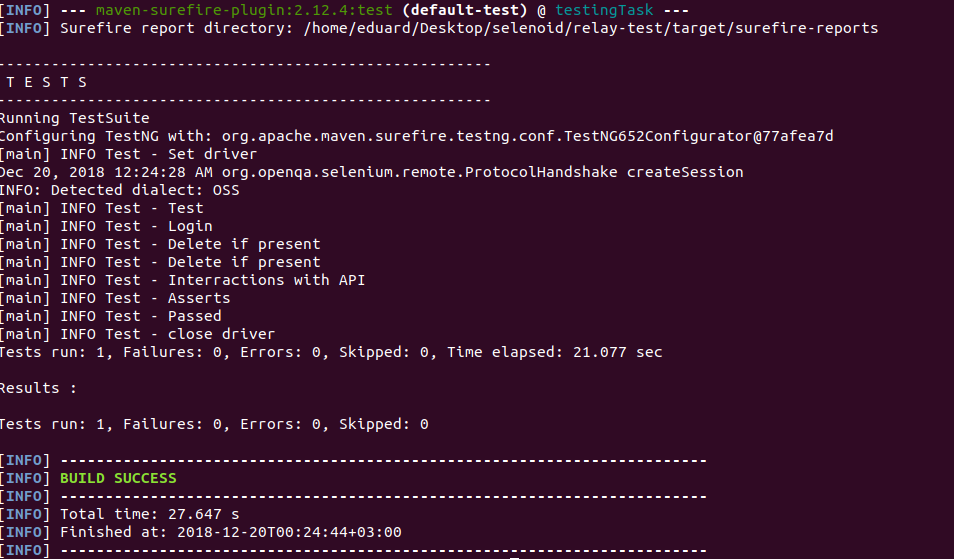 [INFO] --- maven-surefire-plugin:2.12.4:test (default-test) @ testingTask ---
[INFO] Surefire report directory: /home/eduard/Desktop/selenoid/relay-test/target/surefire-reports
-------------------------------------------------------
T E S T S
-------------------------------------------------------
Running TestSuite
Configuring TestNG with: org.apache.maven.surefire.testng.conf.TestNG652Configurator@77afea7d
[main] INFO Test - Set driver
Dec 20, 2018 12:24:28 AM org.openqa.selenium.remote.ProtocolHandshake createSession
INFO: Detected dialect: OSS
[main] INFO Test - Test
[main] INFO Test - Login
[main] INFO Test - Delete if present
[main] INFO Test - Delete if present
[main] INFO Test - Interractions with API
[main] INFO Test - Asserts
[main] INFO Test - Passed
[main] INFO Test - close driver
Tests run: 1, Failures: 0, Errors: 0, Skipped: 0, Time elapsed: 21.077 sec
Results :
Tests run: 1, Failures: 0, Errors: 0, Skipped: 0
[INFO] ------------------------------------------------------------------------
[INFO] BUILD SUCCESS
[INFO] ------------------------------------------------------------------------
[INFO] Total time: 27.647 s
[INFO] Finished at: 2018-12-20T00:24:44+03:00
[INFO] ------------------------------------------------------------------------